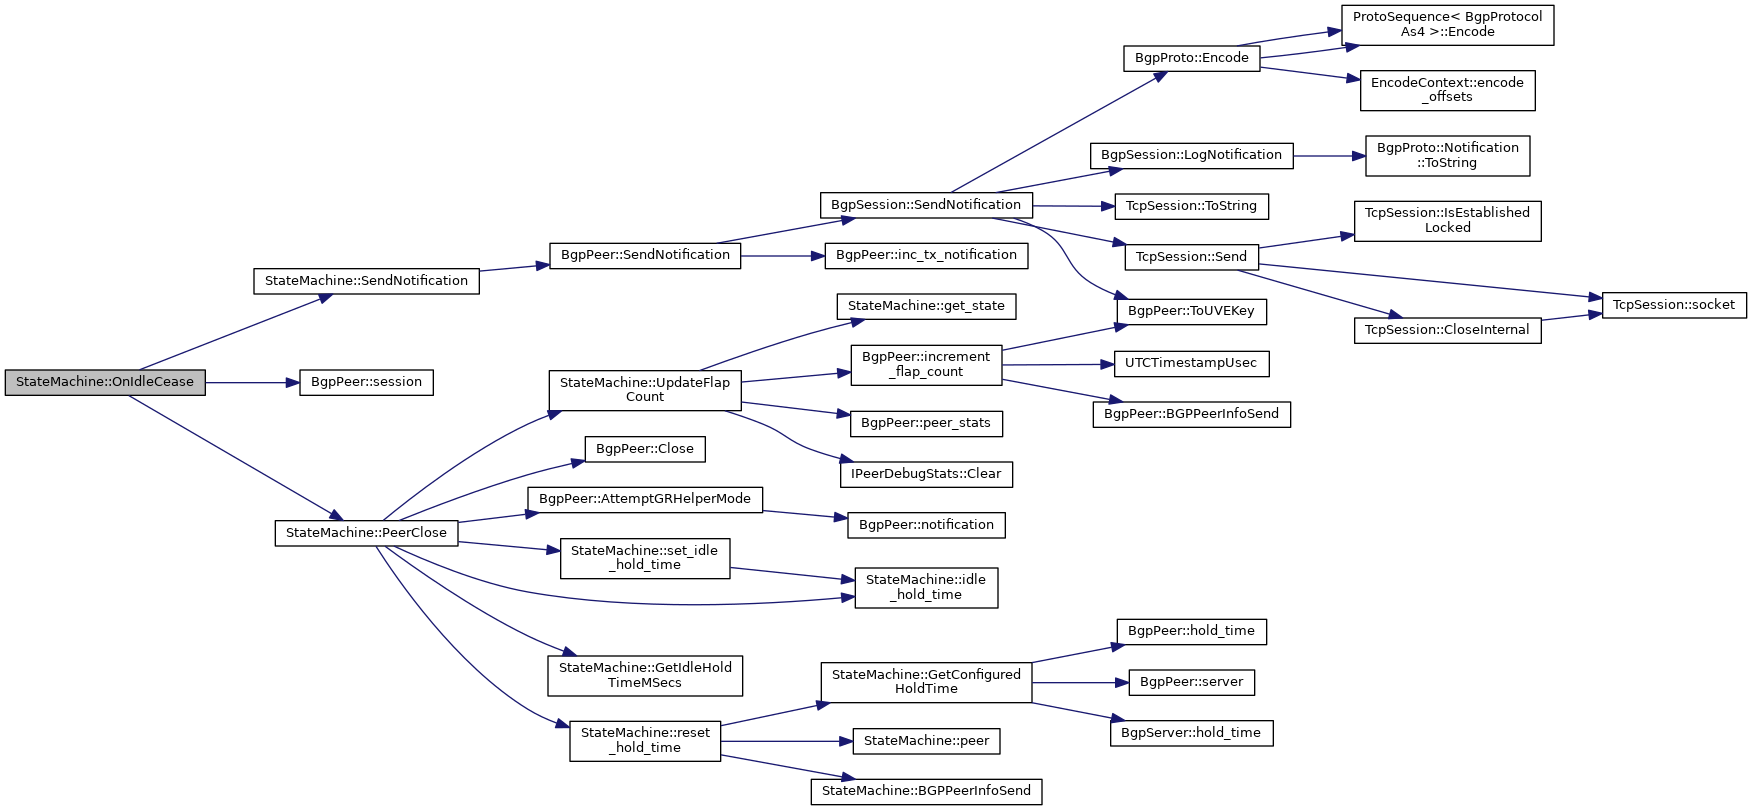 StateMachine::OnIdleCease
StateMachine::SendNotification
BgpPeer::session
StateMachine::PeerClose
BgpPeer::SendNotification
StateMachine::UpdateFlap
Count
BgpPeer::Close
BgpPeer::AttemptGRHelperMode
StateMachine::set_idle
_hold_time
StateMachine::GetIdleHold
TimeMSecs
StateMachine::reset
_hold_time
BgpSession::SendNotification
BgpPeer::inc_tx_notification
StateMachine::get_state
BgpPeer::increment
_flap_count
BgpPeer::peer_stats
IPeerDebugStats::Clear
BgpPeer::notification
StateMachine::idle
_hold_time
StateMachine::GetConfigured
HoldTime
StateMachine::peer
StateMachine::BGPPeerInfoSend
BgpProto::Encode
BgpSession::LogNotification
TcpSession::ToString
TcpSession::Send
BgpPeer::ToUVEKey
UTCTimestampUsec
BgpPeer::BGPPeerInfoSend
BgpPeer::hold_time
BgpPeer::server
BgpServer::hold_time
ProtoSequence< BgpProtocol
As4 >::Encode
EncodeContext::encode
_offsets
BgpProto::Notification
::ToString
TcpSession::IsEstablished
Locked
TcpSession::CloseInternal
TcpSession::socket